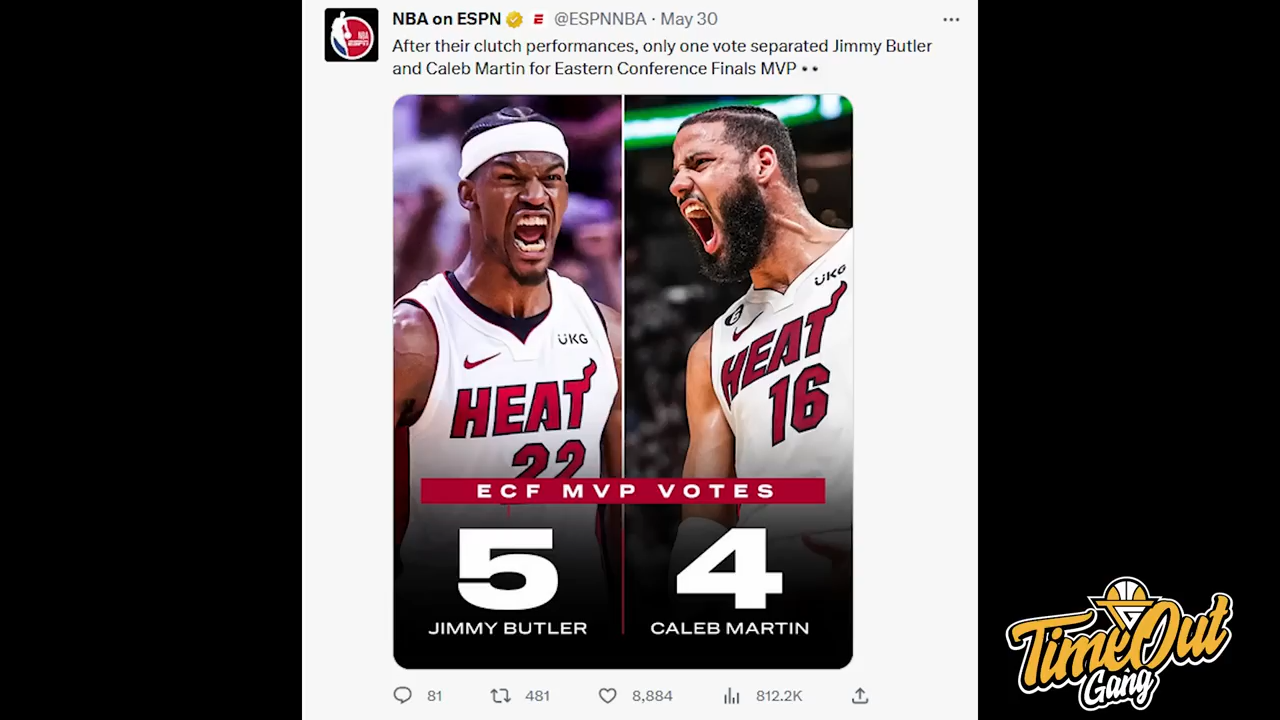 NBA on ESPN @ESPNNBA · May 30
After their clutch performances, only one vote separated Jimmy Butler
and Caleb Martin for Eastern Conference Finals MVP 👀
ÜKG
HEAT
22
UKG
HEAT
16
ECF MVP VOTES
5
JIMMY BUTLER
4
CALEB MARTIN
81 481 8,884 812.2K
TimeOut
Gang